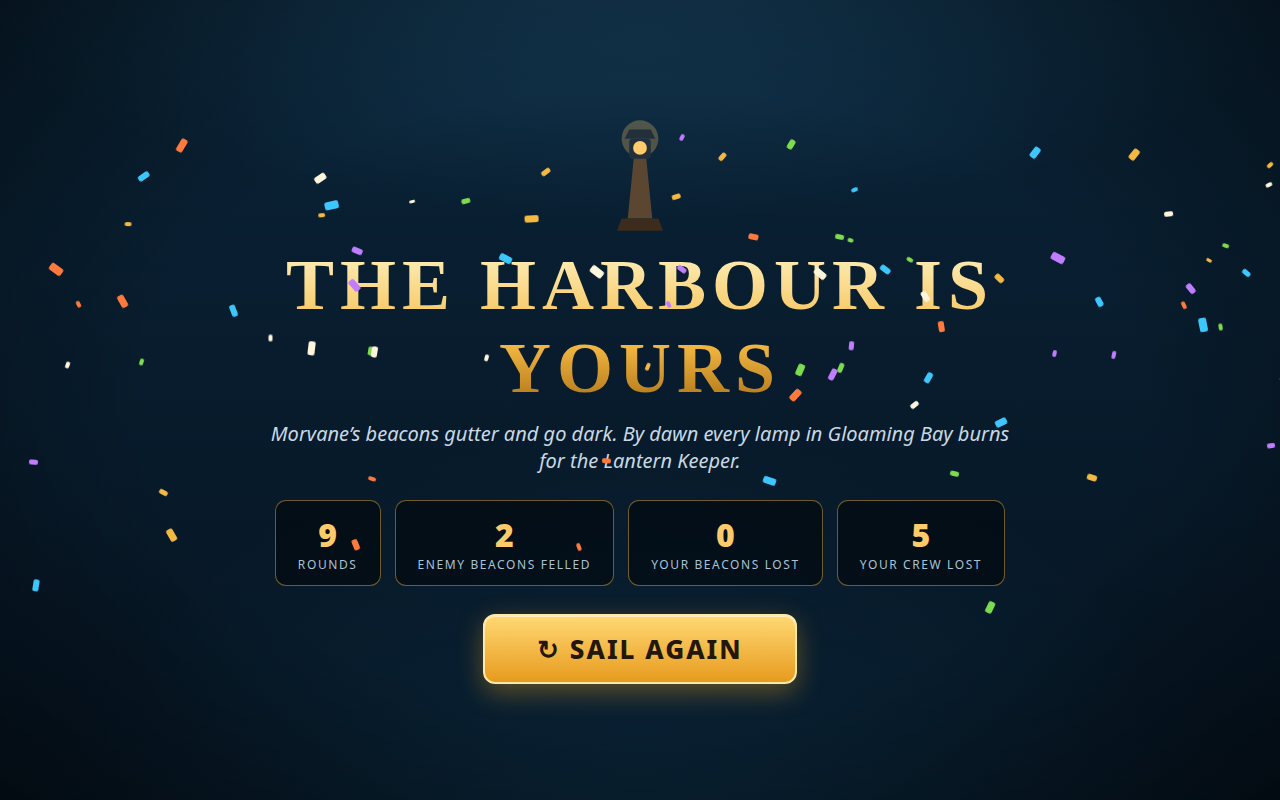 THE HARBOUR IS
YOURS
Morvane’s beacons gutter and go dark. By dawn every lamp in Gloaming Bay burns
for the Lantern Keeper.
9
ROUNDS
2
ENEMY BEACONS FELLED
0
YOUR BEACONS LOST
5
YOUR CREW LOST
↻ SAIL AGAIN